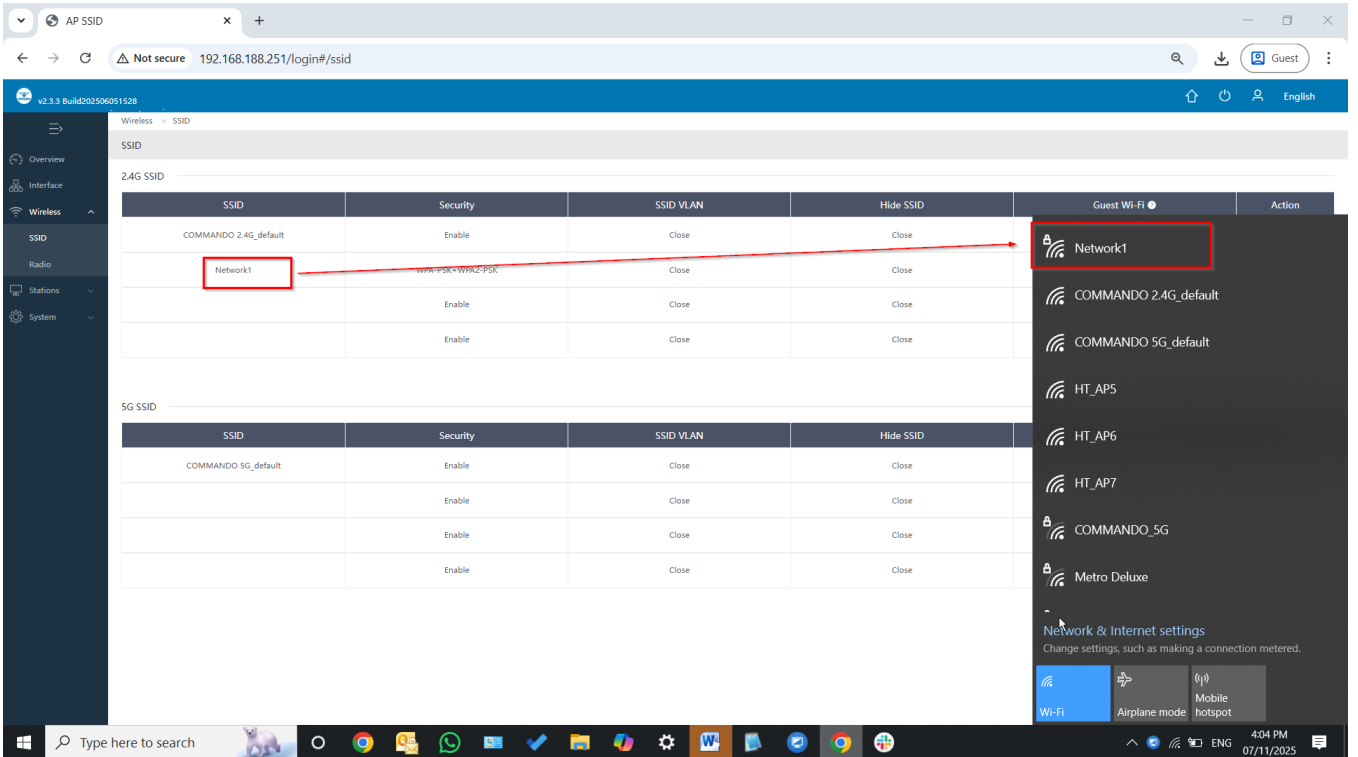 AP SSID
Not secure 192.168.188.251/login#/ssid Guest
v2.3.3 Build202506051528 English
Wireless > SSID
SSID
Overview
Interface
Wireless
SSID
Radio
Stations
System
2.4G SSID
SSID Security SSID VLAN Hide SSID Guest Wi-Fi Action
COMMANDO 2.4G_default Enable Close Close
Network1 WPA-PSK+WPA2-PSK Close Close
Enable Close Close
Enable Close Close
5G SSID
SSID Security SSID VLAN Hide SSID
COMMANDO 5G_default Enable Close Close
Enable Close Close
Enable Close Close
Enable Close Close
Network1
COMMANDO 2.4G_default
COMMANDO 5G_default
HT_AP5
HT_AP6
HT_AP7
COMMANDO_5G
Metro Deluxe
Network & Internet settings
Change settings, such as making a connection metered.
Wi-Fi
Airplane mode
Mobile
hotspot
Type here to search
ENG
4:04 PM
07/11/2025